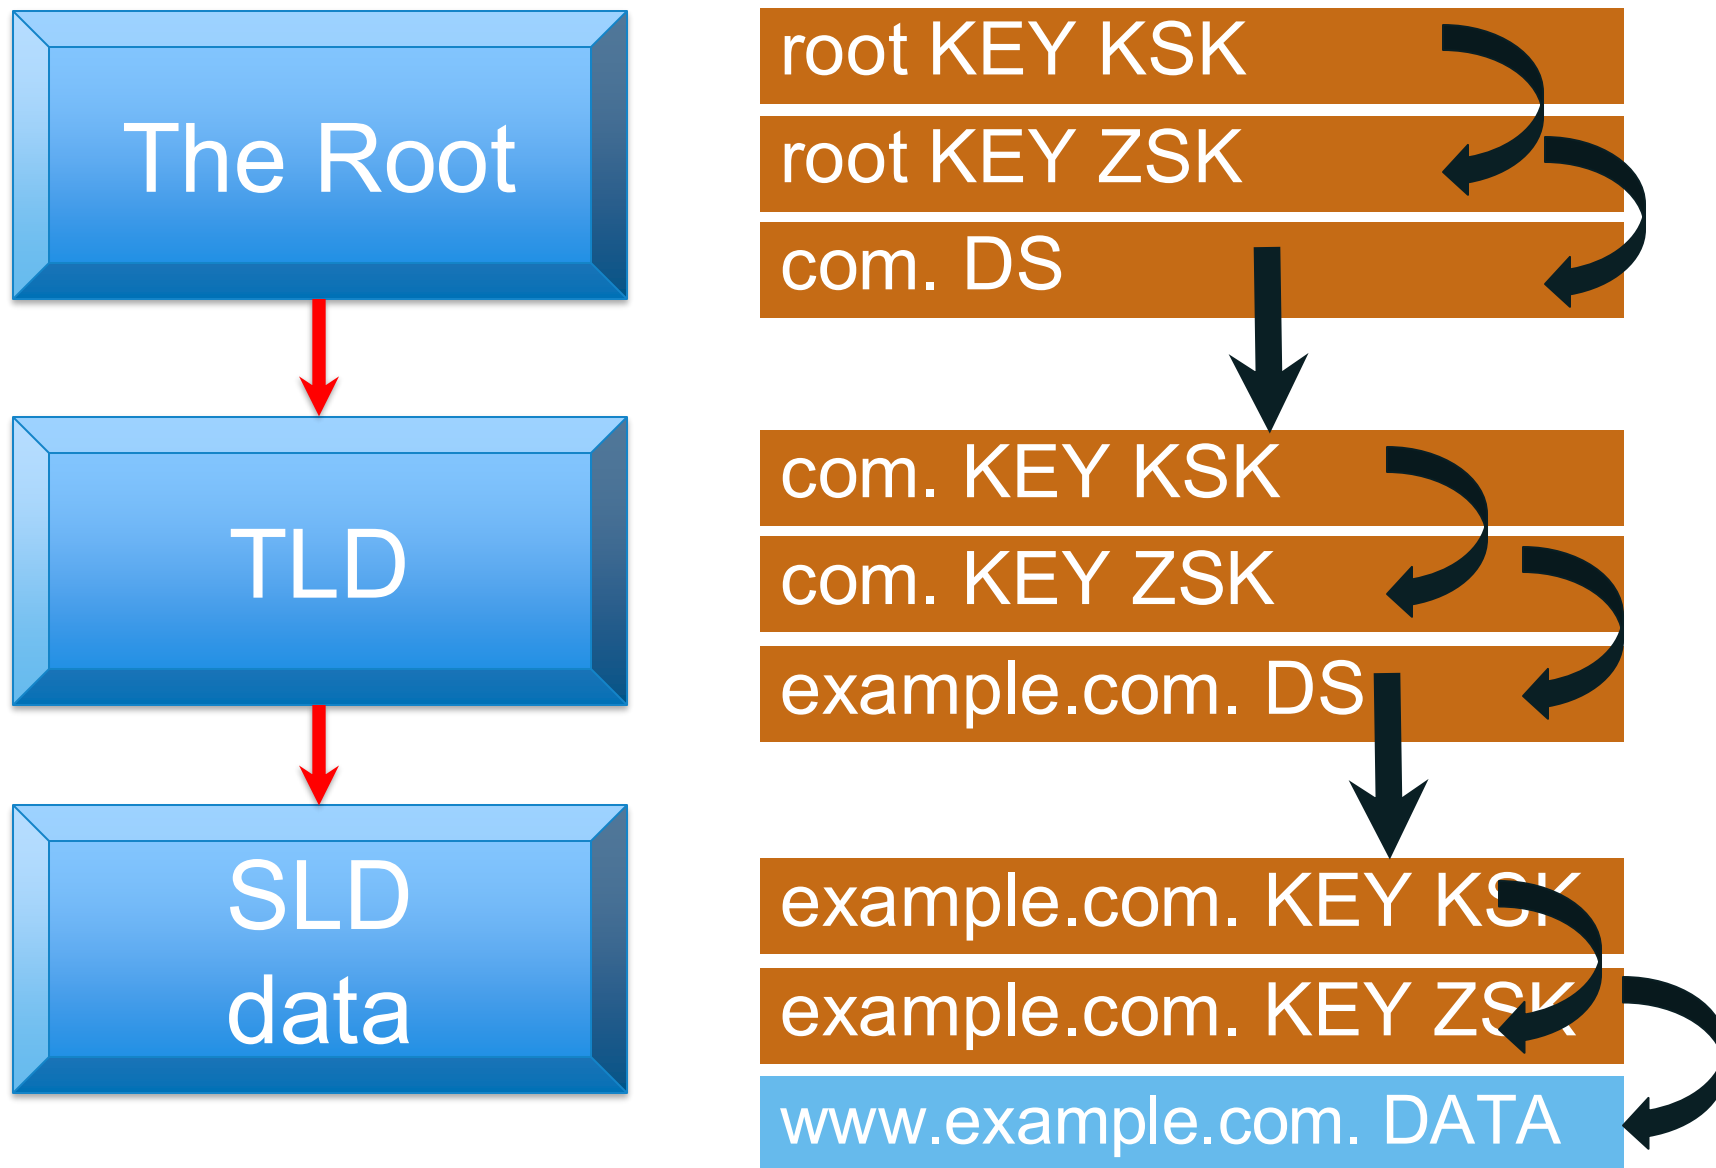 The Root
root KEY KSK
root KEY ZSK
com. DS
TLD
com. KEY KSK
com. KEY ZSK
example.com. DS
SLD
data
example.com. KEY KSK
example.com. KEY ZSK
www.example.com. DATA